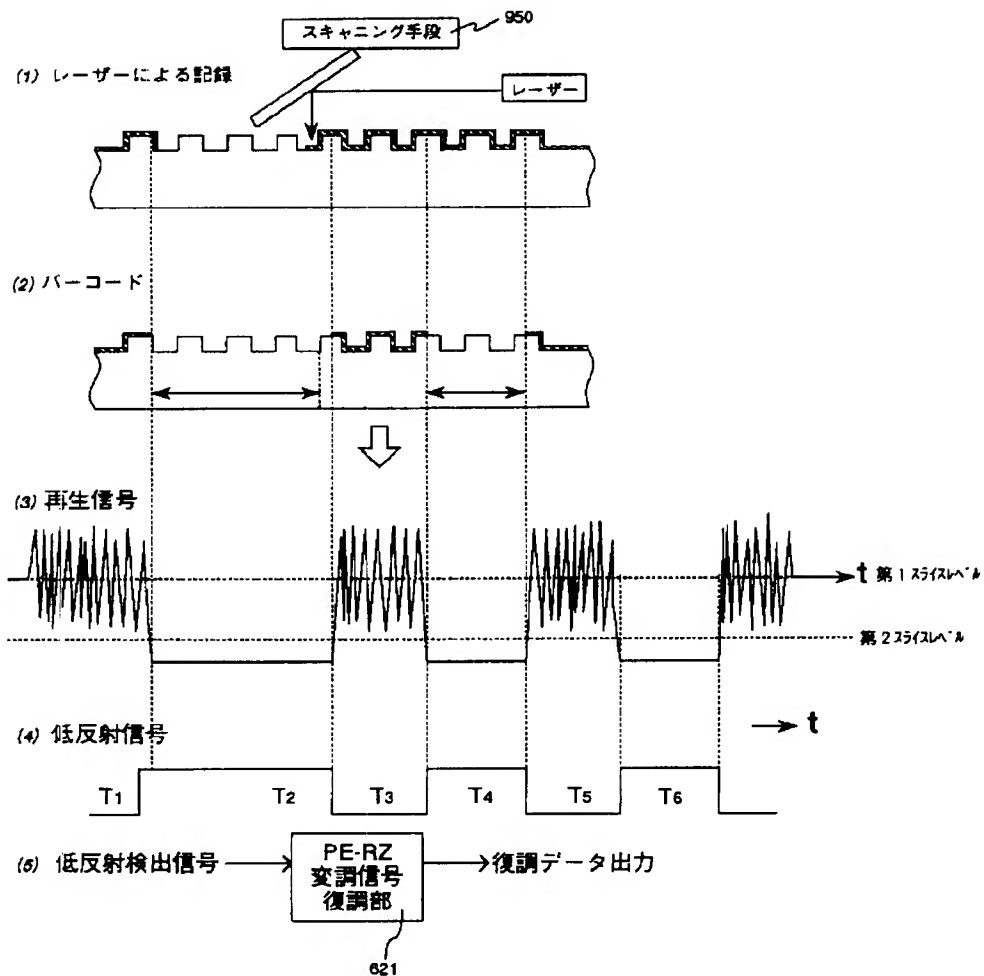 スキャニング手段
950
(1) レーザーによる記録
レーザー
(2) バーコード
(3) 再生信号
t 第1スライスレベル
第2スライスレベル
(4) 低反射信号
t
T1 T2 T3 T4 T5 T6
(5) 低反射検出信号
PE-RZ
変調信号
復調部
復調データ出力
621